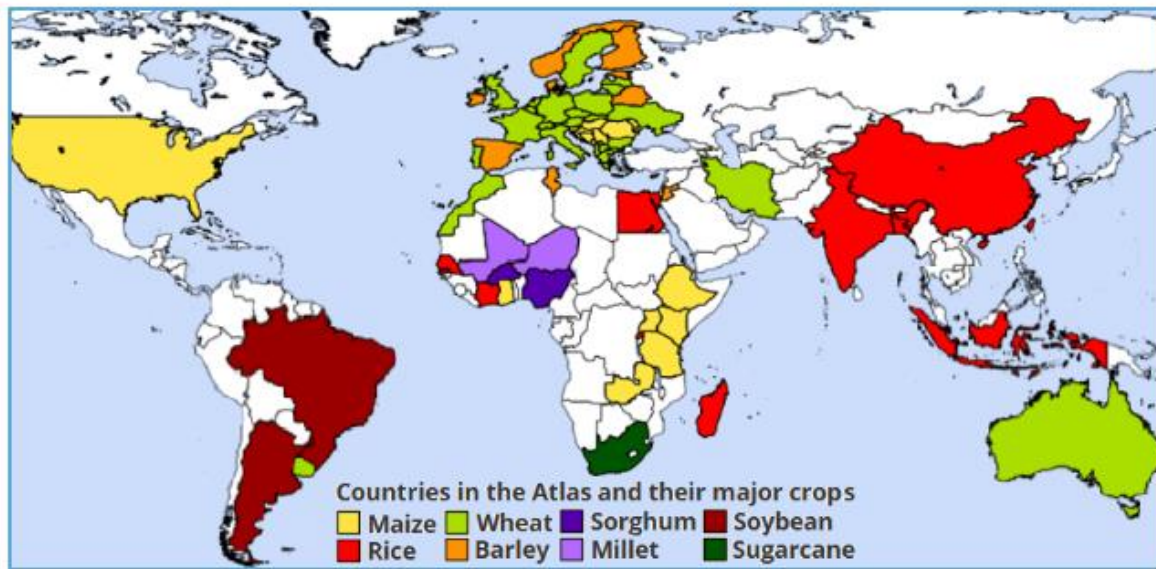 Countries in the Atlas and their major crops
Maize Wheat Sorghum Soybean
Rice Barley Millet Sugarcane